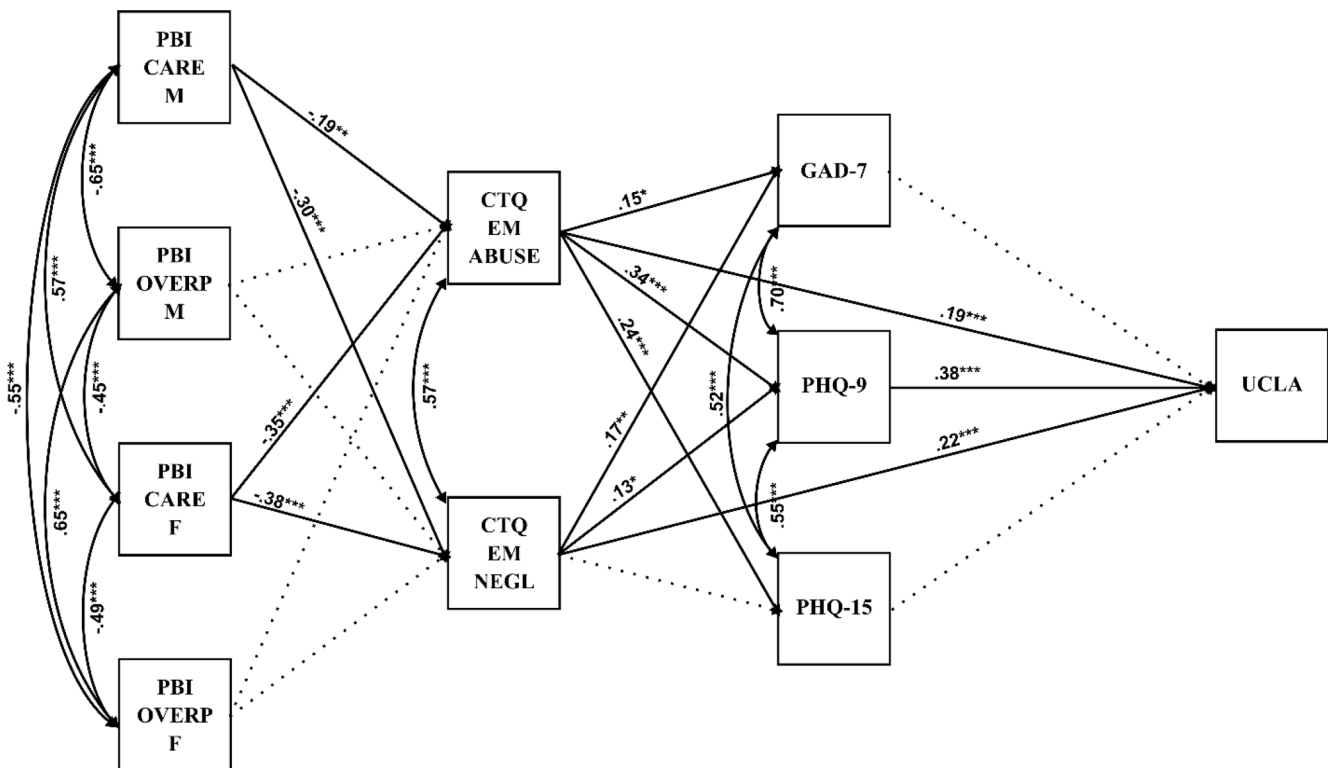 PBI
CARE
M
-.19**
-.65***
-.30***
GAD-7
CTQ
EM
ABUSE
.15*
PBI
OVERP
M
.57***
.34***
.70***
.24***
.19***
-.55***
-.45***
-.35***
.57***
.52***
PHQ-9
.38***
UCLA
.17**
.22***
PBI
CARE
F
-.38***
.13*
.65***
CTQ
EM
NEGL
.55***
-.49***
PHQ-15
PBI
OVERP
F